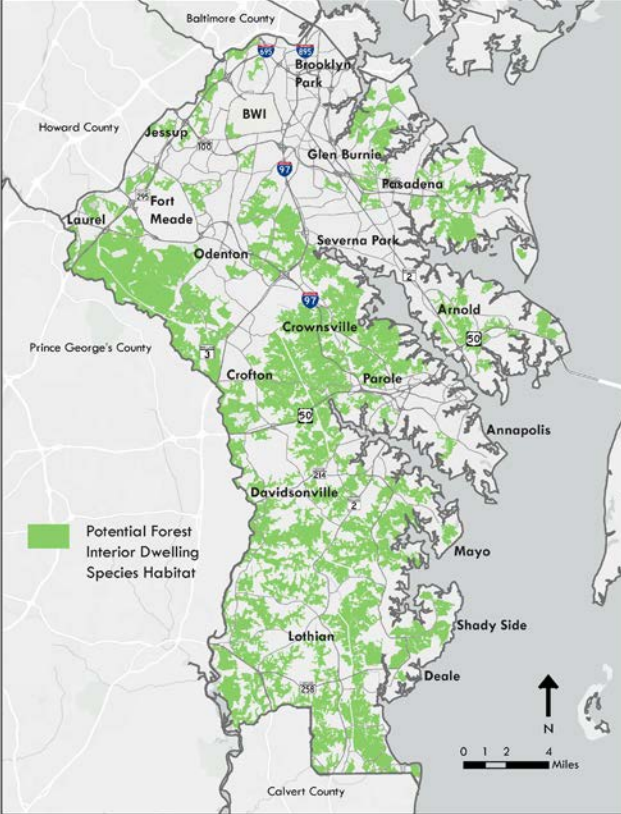 Baltimore County
695
895
Brooklyn
Park
BWI
Howard County
Jessup
100
Glen Burnie
97
Pasadena
295
Fort
Meade
Laurel
Severna Park
Odenton
2
97
Arnold
Crownsville
50
Prince George's County
3
Crofton
Parole
50
Annapolis
214
Davidsonville
2
Potential Forest
Interior Dwelling
Species Habitat
Mayo
Shady Side
Lothian
Deale
258
N
0 1 2 4
Miles
Calvert County